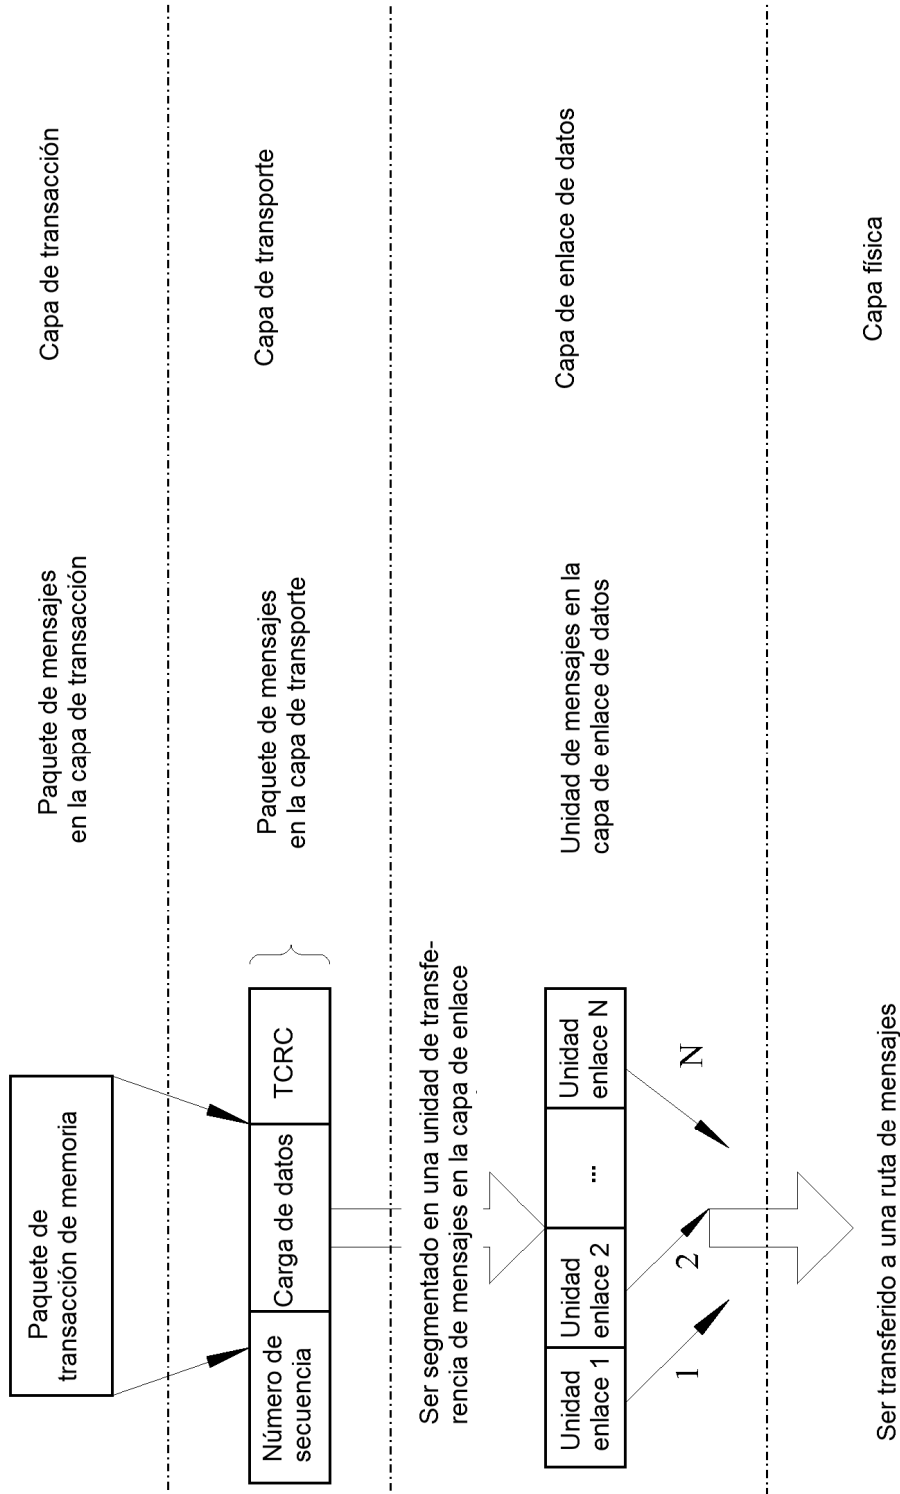 Paquete de
transacción de memoria
Paquete de mensajes
en la capa de transacción
Capa de transacción
Número de
secuencia
Carga de datos
TCRC
Paquete de mensajes
en la capa de transporte
Capa de transporte
Ser segmentado en una unidad de transfe-
rencia de mensajes en la capa de enlace
Unidad
enlace 1
Unidad
enlace 2
...
Unidad
enlace N
Unidad de mensajes en la
capa de enlace de datos
Capa de enlace de datos
1
2
N
Ser transferido a una ruta de mensajes
Capa física